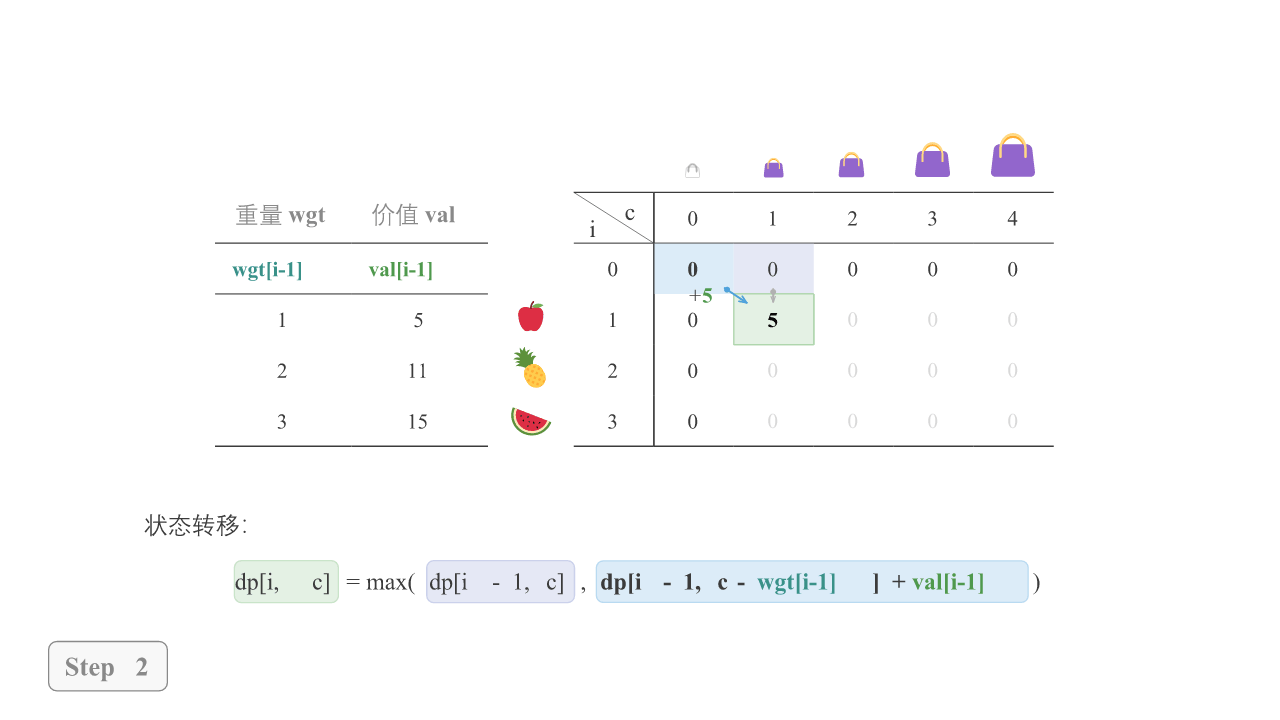 重量 wgt 价值 val
wgt[i-1] val[i-1]
1 5
2 11
3 15
c 0 1 2 3 4
i
0 0 0 0 0 0
+5
1 0 5 0 0 0
2 0 0 0 0 0
3 0 0 0 0 0
状态转移:
dp[i, c] = max( dp[i - 1, c] , dp[i - 1, c - wgt[i-1] ] + val[i-1] )
Step 2